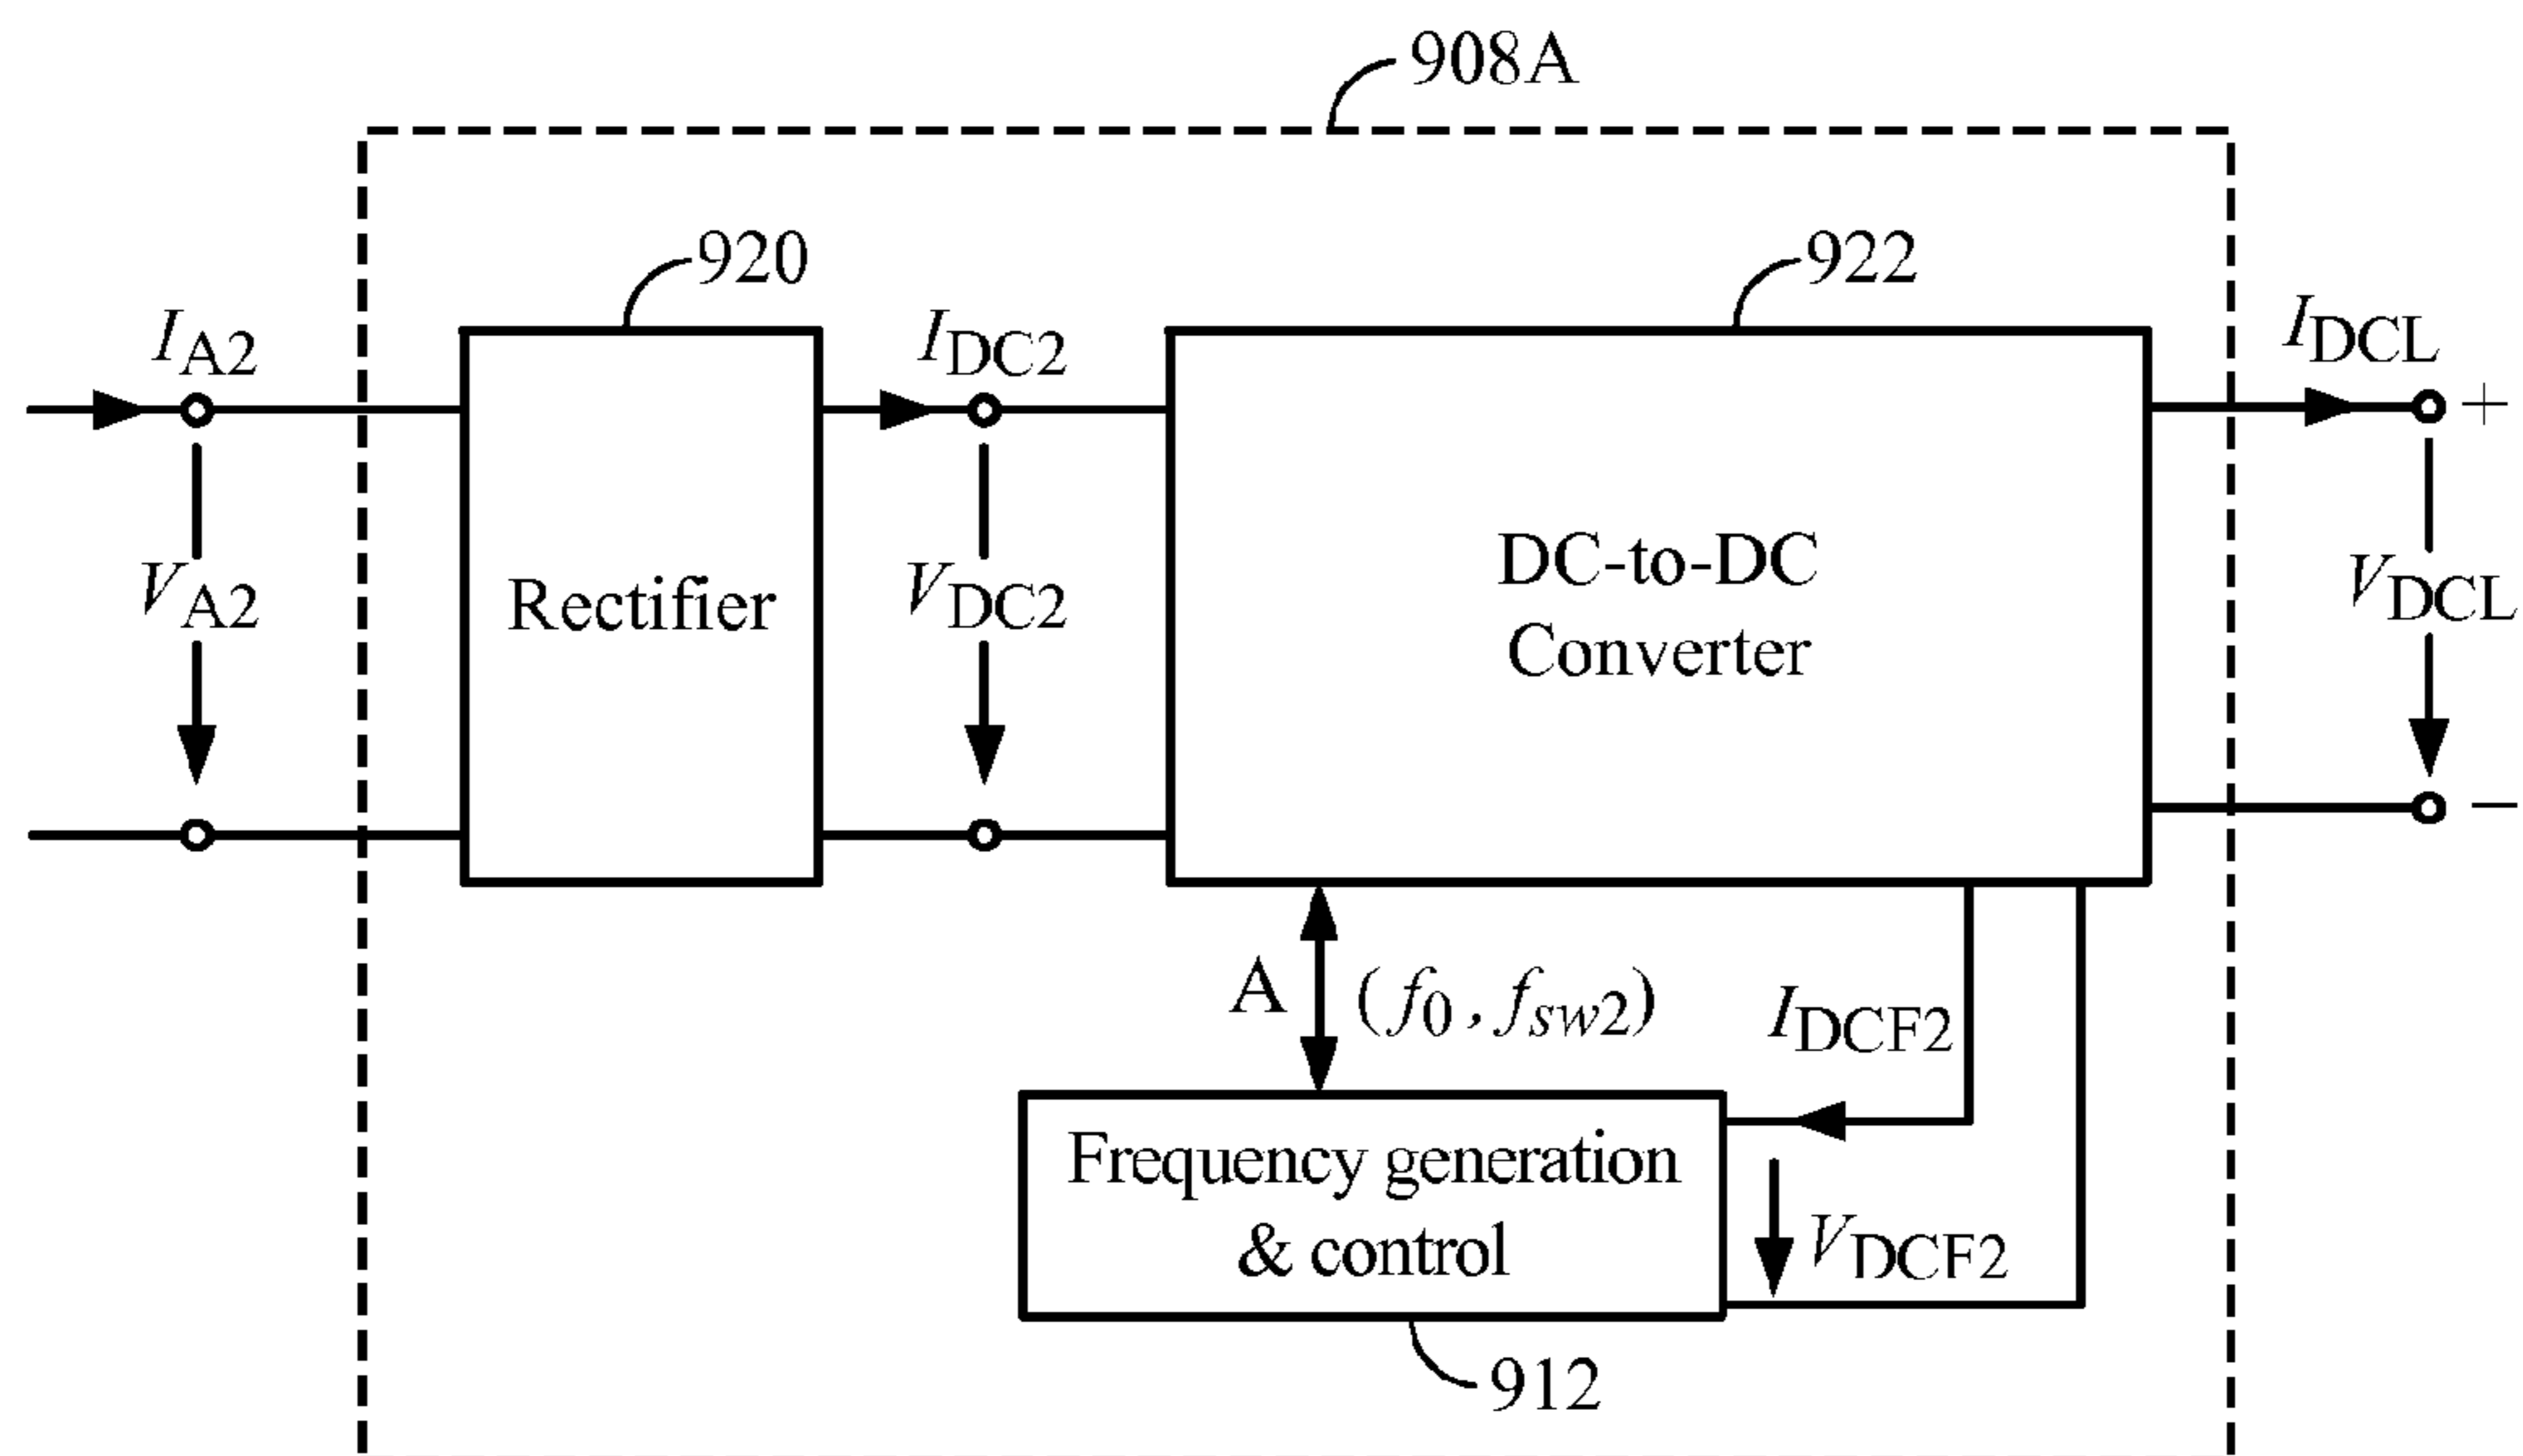 908A
920
922
I_A2
I_DC2
I_DCL
+
V_A2
Rectifier
V_DC2
DC-to-DC
Converter
V_DCL
−
A
(f_0, f_sw2)
I_DCF2
Frequency generation
& control
V_DCF2
912